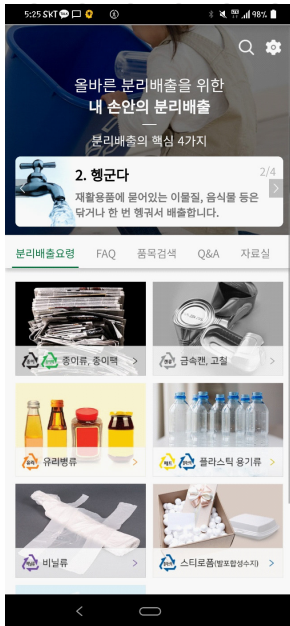 5:25 SKT 98%
올바른 분리배출을 위한
내 손안의 분리배출
분리배출의 핵심 4가지
2. 헹군다 2/4
재활용품에 묻어있는 이물질, 음식물 등은
닦거나 한 번 헹궈서 배출합니다.
분리배출요령 FAQ 품목검색 Q&A 자료실
종이류, 종이팩 금속캔, 고철
유리병류 플라스틱 용기류
비닐류 스티로폼(발포합성수지)